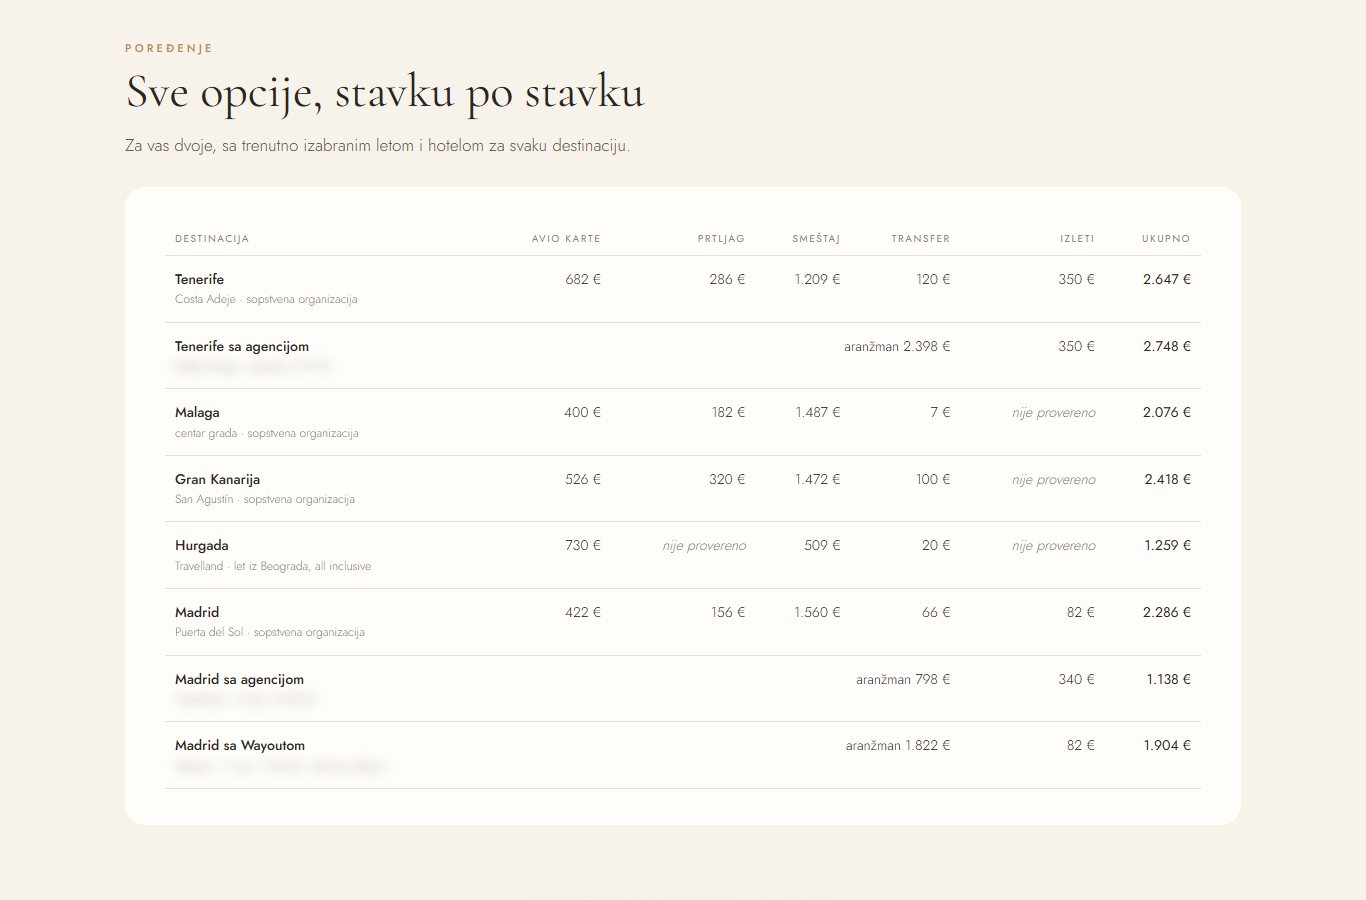 POREĐENJE
Sve opcije, stavku po stavku
Za vas dvoje, sa trenutno izabranim letom i hotelom za svaku destinaciju.
DESTINACIJA AVIO KARTE PRTLJAG SMEŠTAJ TRANSFER IZLETI UKUPNO
Tenerife 682 € 286 € 1.209 € 120 € 350 € 2.647 €
Costa Adeje · sopstvena organizacija
Tenerife sa agencijom aranžman 2.398 € 350 € 2.748 €
Malaga 400 € 182 € 1.487 € 7 € nije provereno 2.076 €
centar grada · sopstvena organizacija
Gran Kanarija 526 € 320 € 1.472 € 100 € nije provereno 2.418 €
San Agustín · sopstvena organizacija
Hurgada 730 € nije provereno 509 € 20 € nije provereno 1.259 €
Travelland · let iz Beograda, all inclusive
Madrid 422 € 156 € 1.560 € 66 € 82 € 2.286 €
Puerta del Sol · sopstvena organizacija
Madrid sa agencijom aranžman 798 € 340 € 1.138 €
Madrid sa Wayoutom aranžman 1.822 € 82 € 1.904 €